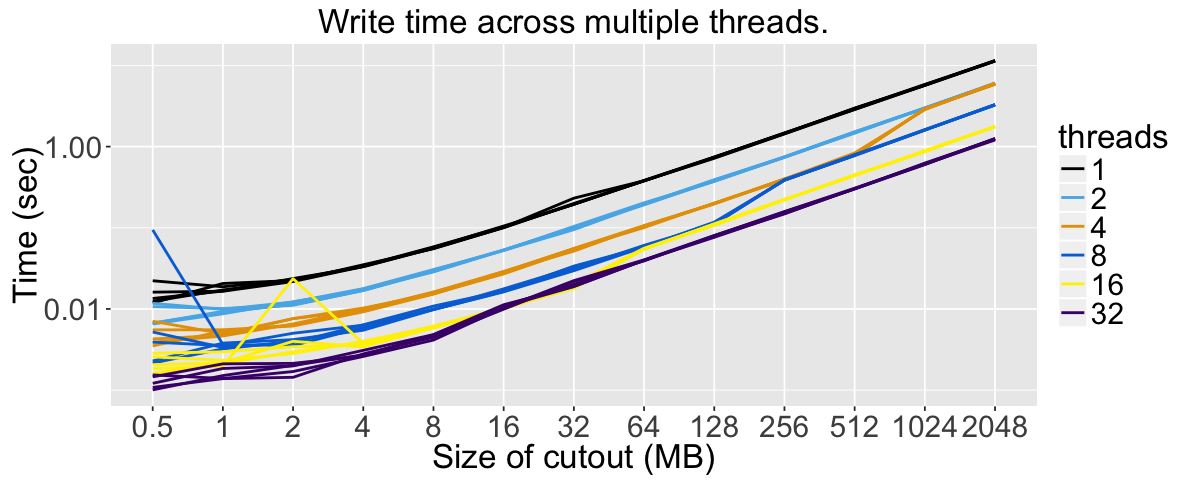 Write time across multiple threads.
Time (sec)
1.00
0.01
0.5 1 2 4 8 16 32 64 128 256 512 1024 2048
Size of cutout (MB)
threads
1
2
4
8
16
32